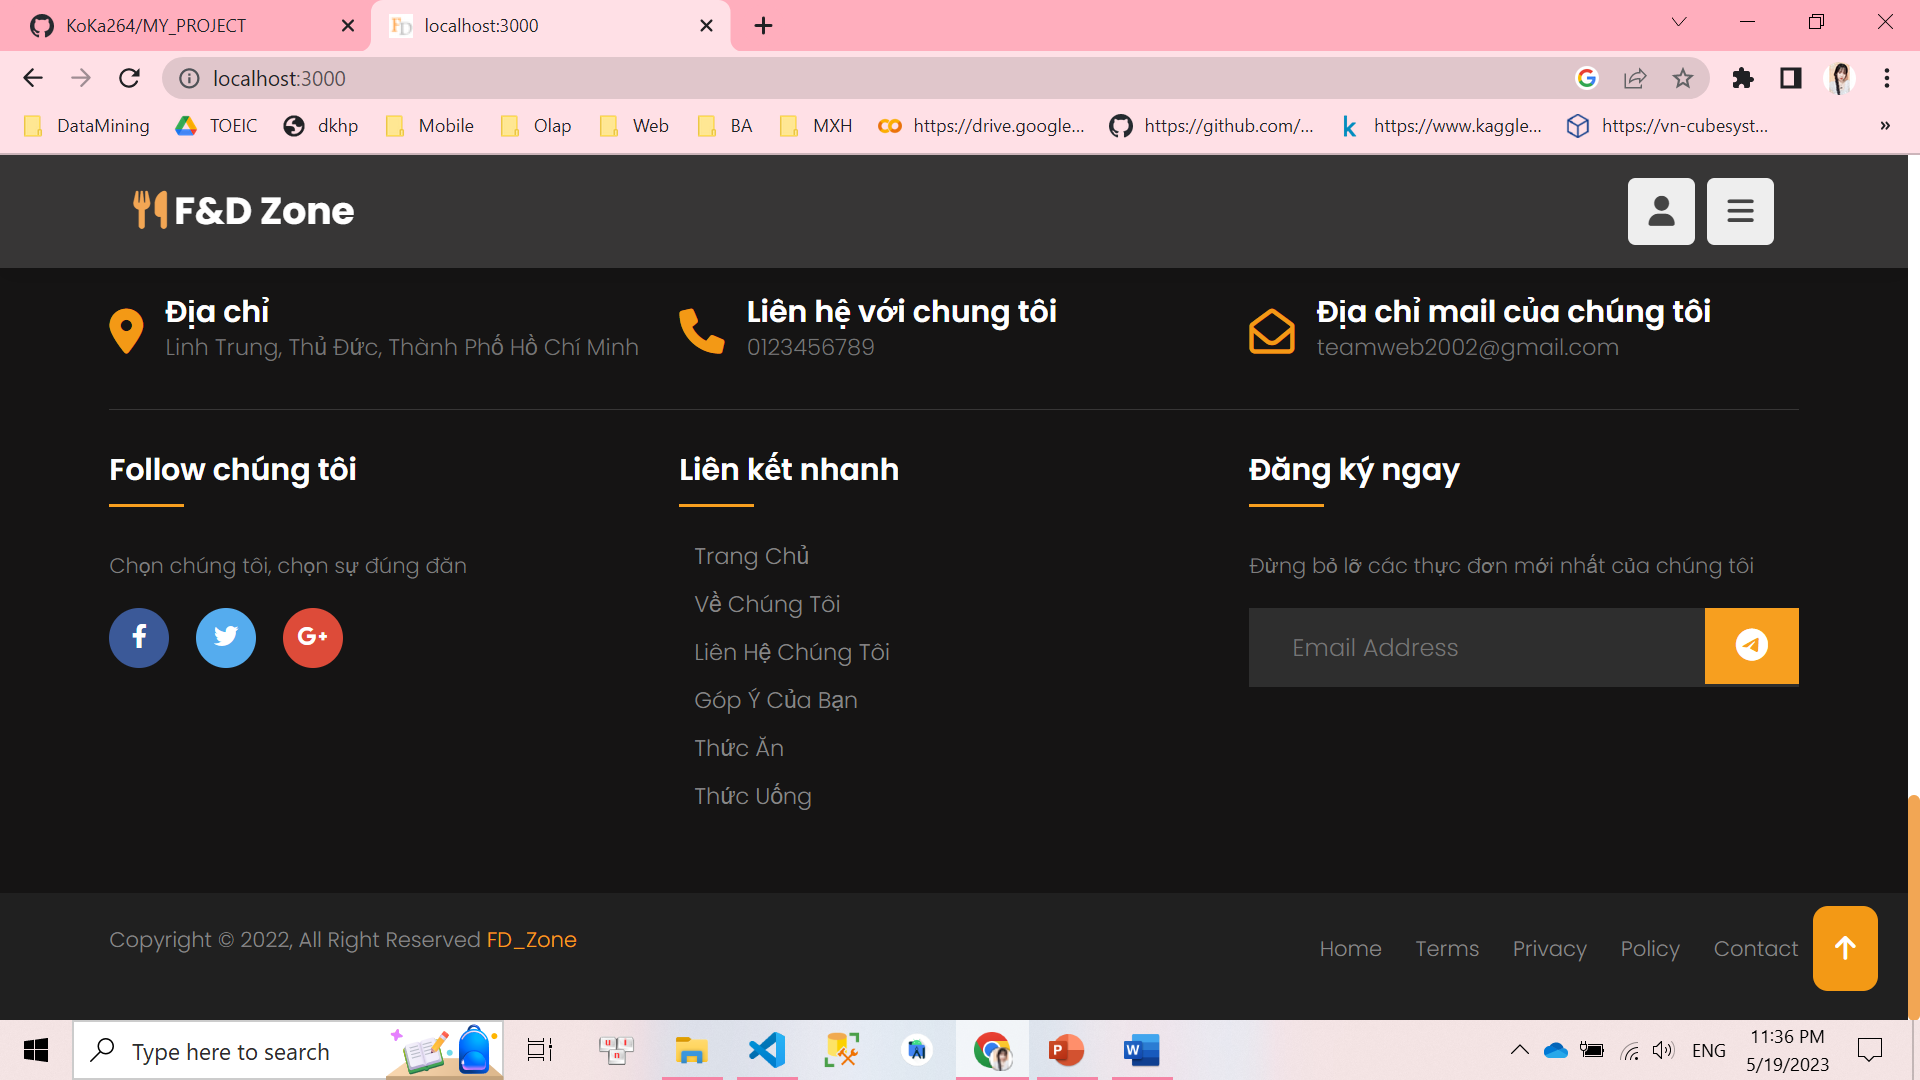 KoKa264/MY_PROJECT
FD localhost:3000
localhost:3000
DataMining TOEIC dkhp Mobile Olap Web BA MXH https://drive.google... https://github.com/... https://www.kaggle... https://vn-cubesyst... »
F&D Zone
Địa chỉ
Linh Trung, Thủ Đức, Thành Phố Hồ Chí Minh
Liên hệ với chung tôi
0123456789
Địa chỉ mail của chúng tôi
teamweb2002@gmail.com
Follow chúng tôi
Chọn chúng tôi, chọn sự đúng đăn
Liên kết nhanh
Trang Chủ
Về Chúng Tôi
Liên Hệ Chúng Tôi
Góp Ý Của Bạn
Thức Ăn
Thức Uống
Đăng ký ngay
Đừng bỏ lỡ các thực đơn mới nhất của chúng tôi
Email Address
Copyright © 2022, All Right Reserved FD_Zone
Home Terms Privacy Policy Contact
Type here to search
ENG
11:36 PM
5/19/2023